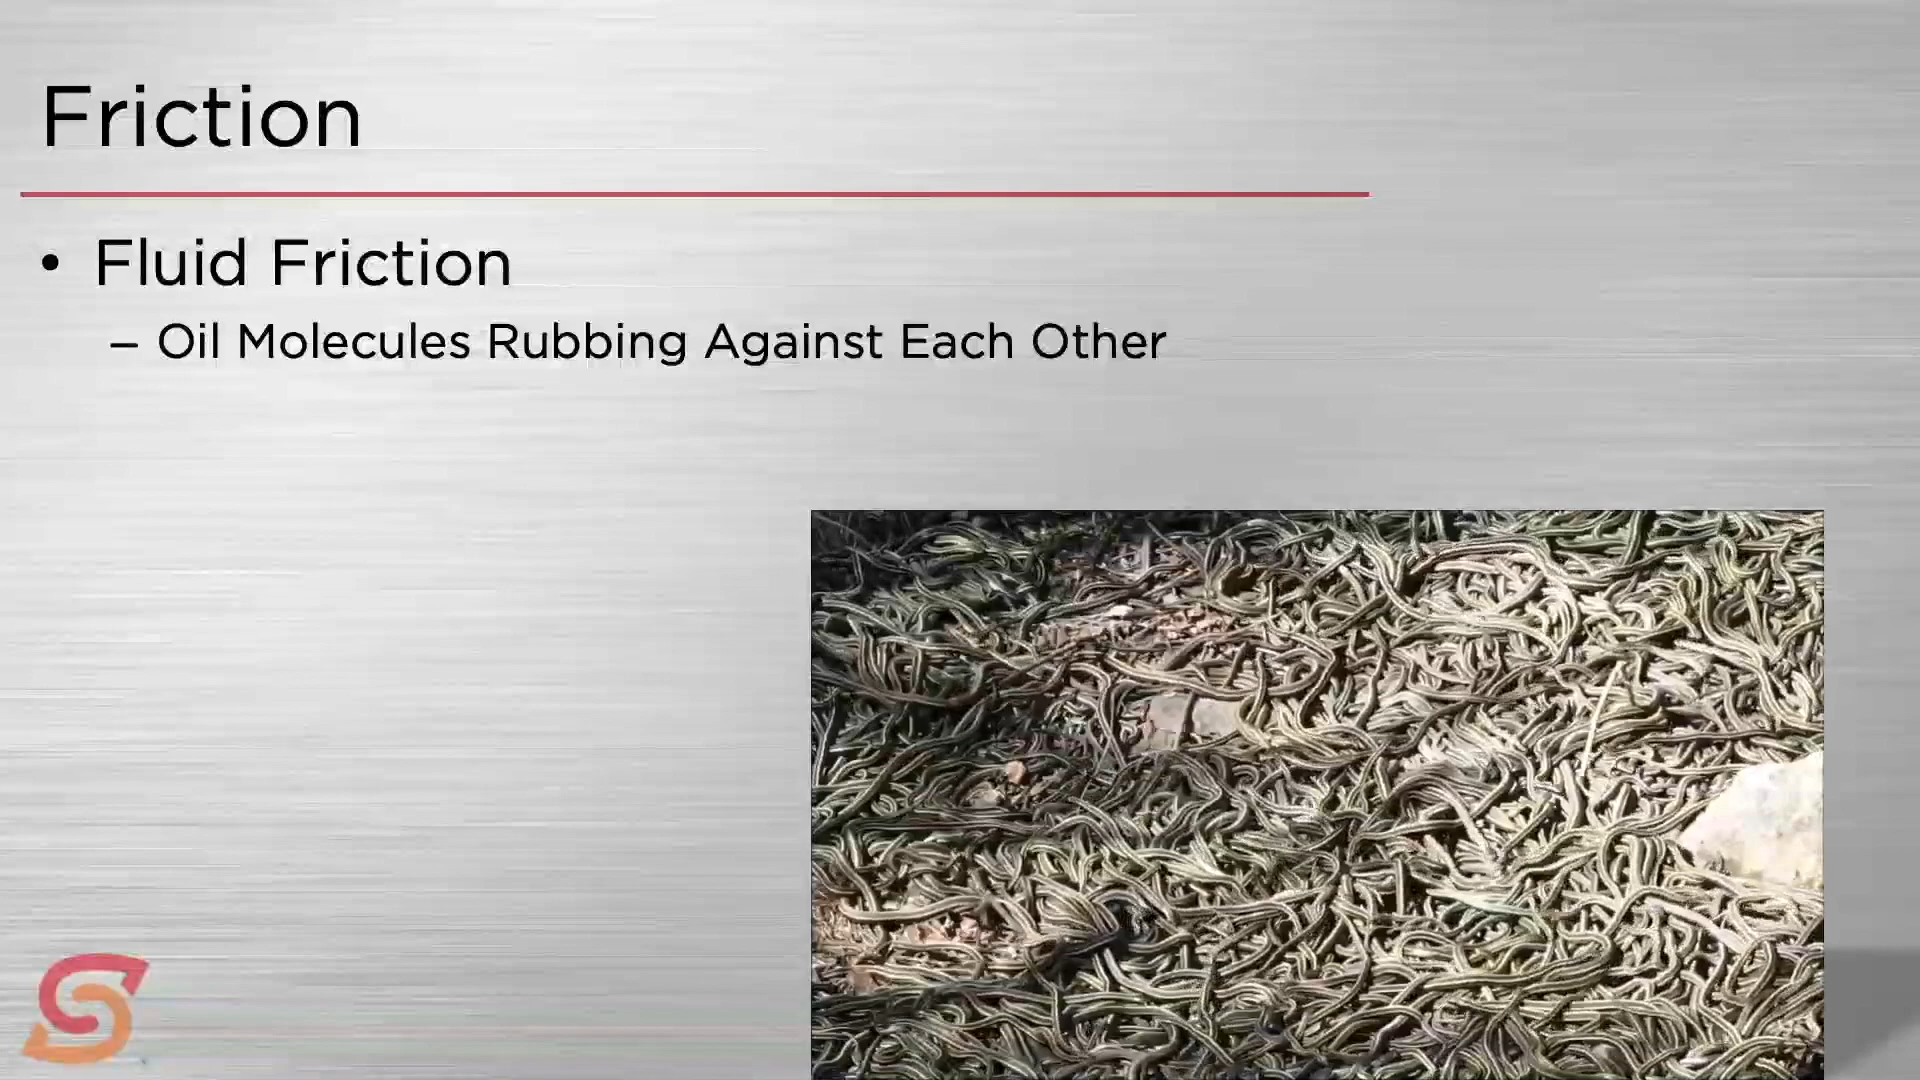 Friction
• Fluid Friction
– Oil Molecules Rubbing Against Each Other